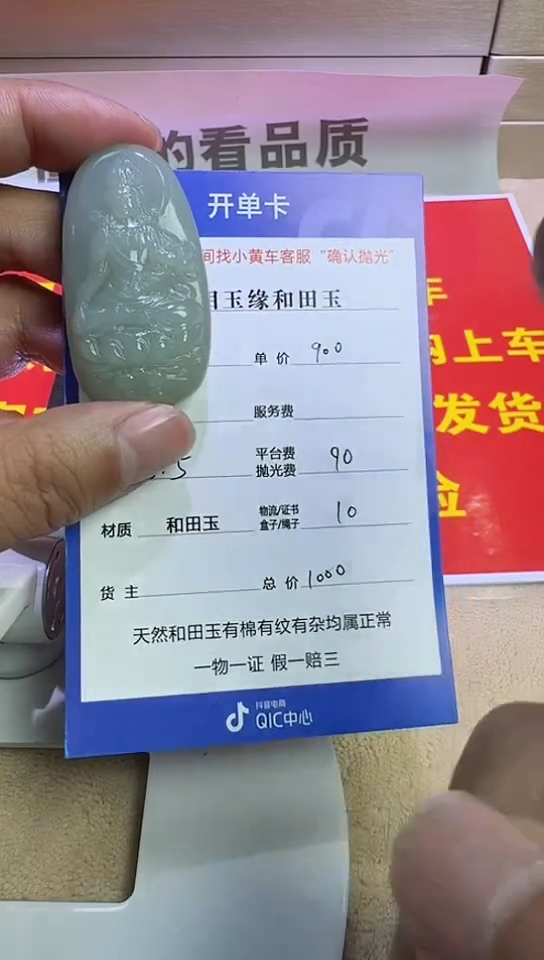 的看品质
开单卡
间找小黄车客服“确认抛光”
玉缘和田玉
单价 900
服务费
.5 平台费 抛光费 90
材质 和田玉 物流/证书 盒子/绳子 10
货主 总价 1000
天然和田玉有棉有纹有杂均属正常
一物一证 假一赔三
抖音电商
QIC中心
车
上车
发货